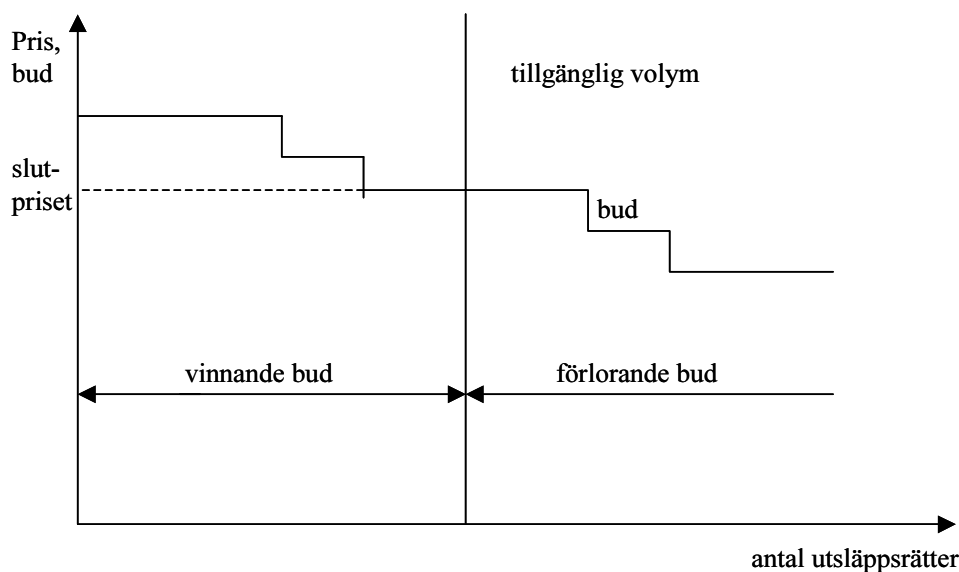 Pris,
bud
tillgänglig volym
slut-
priset
bud
vinnande bud
förlorande bud
antal utsläppsrätter